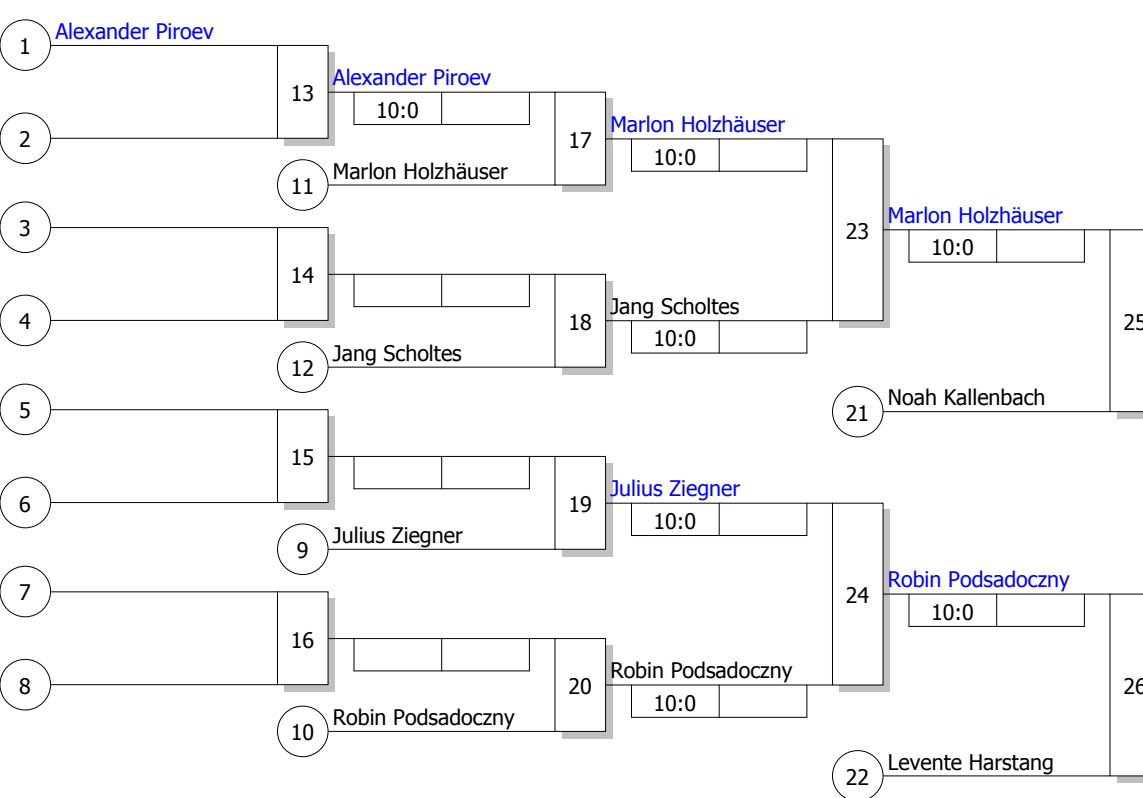 1 Alexander Piroev
13 Alexander Piroev
10:0
2
17 Marlon Holzhäuser
10:0
11 Marlon Holzhäuser
3
23 Marlon Holzhäuser
10:0
14
4
18 Jang Scholtes
10:0
25
12 Jang Scholtes
21 Noah Kallenbach
5
15
6
19 Julius Ziegner
10:0
9 Julius Ziegner
7
24 Robin Podsadoczny
10:0
16
8
20 Robin Podsadoczny
10:0
26
10 Robin Podsadoczny
22 Levente Harstang